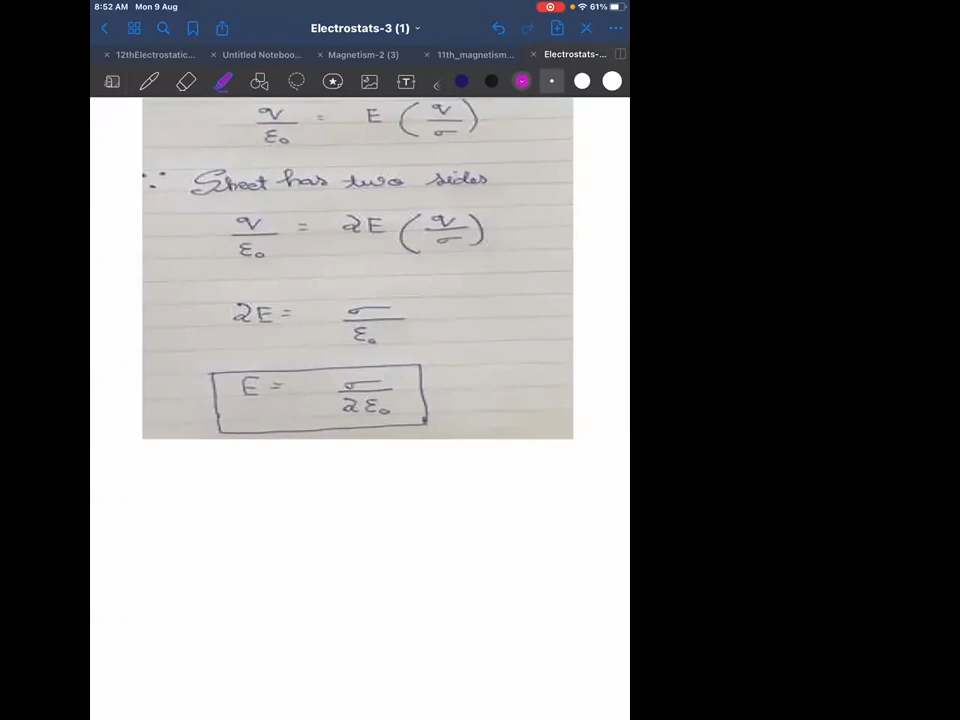 8:52 AM Mon 9 Aug
61%
Electrostats-3 (1)
12thElectrostatic...
Untitled Noteboo...
Magnetism-2 (3)
11th_magnetism...
Electrostats-...
q/ε₀ = E (q/σ)
∵ Sheet has two sides
q/ε₀ = 2E (q/σ)
2E = σ/ε₀
E = σ/2ε₀